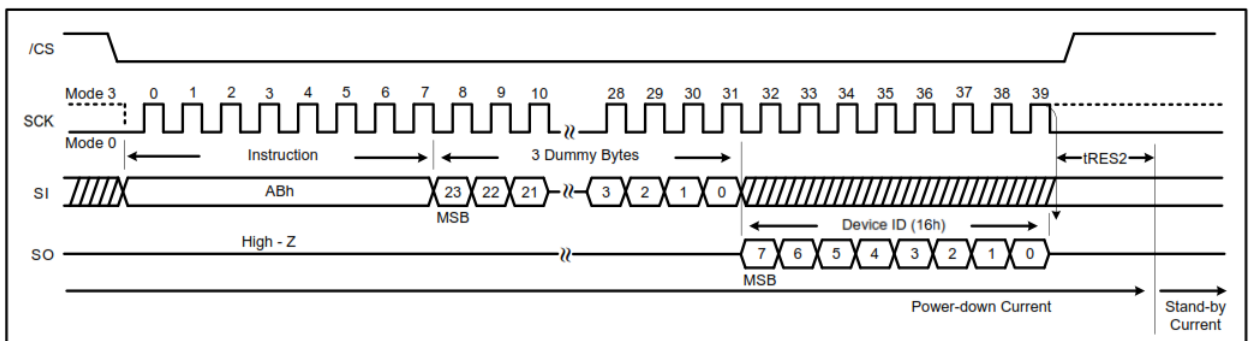 /CS
Mode 3 0 1 2 3 4 5 6 7 8 9 10 28 29 30 31 32 33 34 35 36 37 38 39
SCK
Mode 0
Instruction 3 Dummy Bytes tRES2
SI ABh 23 22 21 3 2 1 0
MSB
Device ID (16h)
High - Z
SO 7 6 5 4 3 2 1 0
MSB
Power-down Current Stand-by
Current